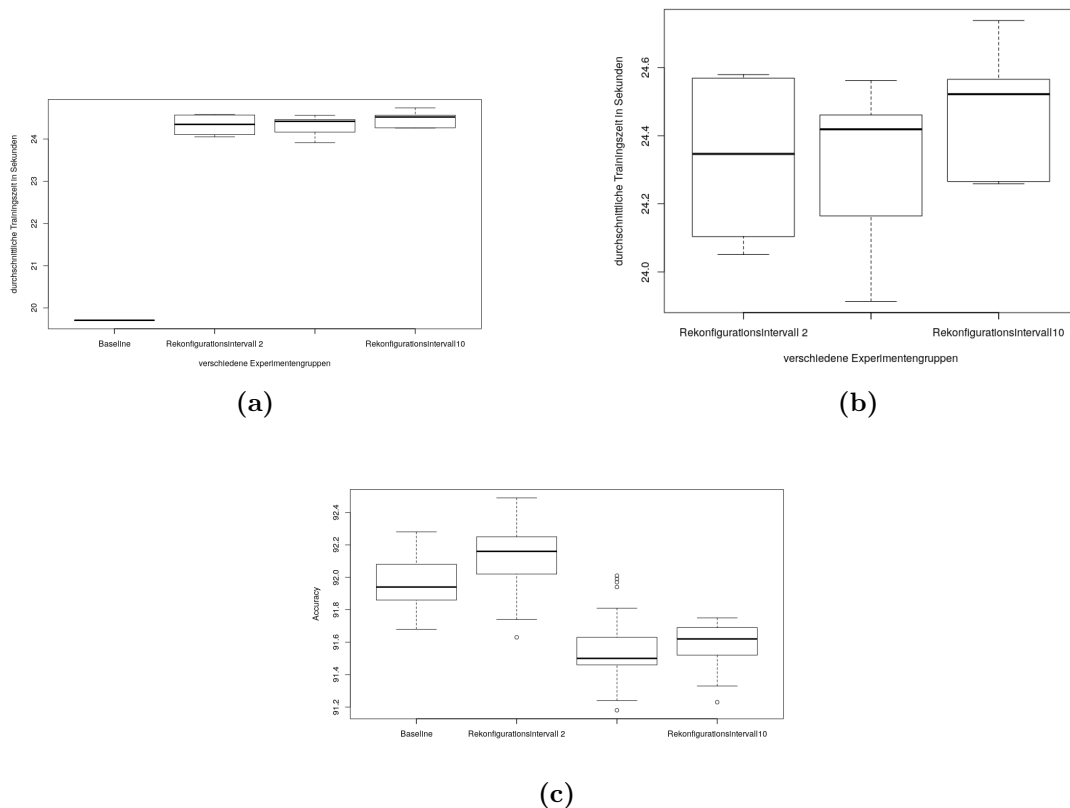 durchschnittliche Trainingszeit in Sekunden
24
23
22
21
20
Baseline
Rekonfigurationsintervall 2
Rekonfigurationsintervall10
verschiedene Experimentengruppen
(a)
durchschnittliche Trainingszeit in Sekunden
24.6
24.4
24.2
24.0
Rekonfigurationsintervall 2
Rekonfigurationsintervall10
verschiedene Experimentengruppen
(b)
Accuracy
92.4
92.2
92.0
91.8
91.6
91.4
91.2
Baseline
Rekonfigurationsintervall 2
Rekonfigurationsintervall10
(c)